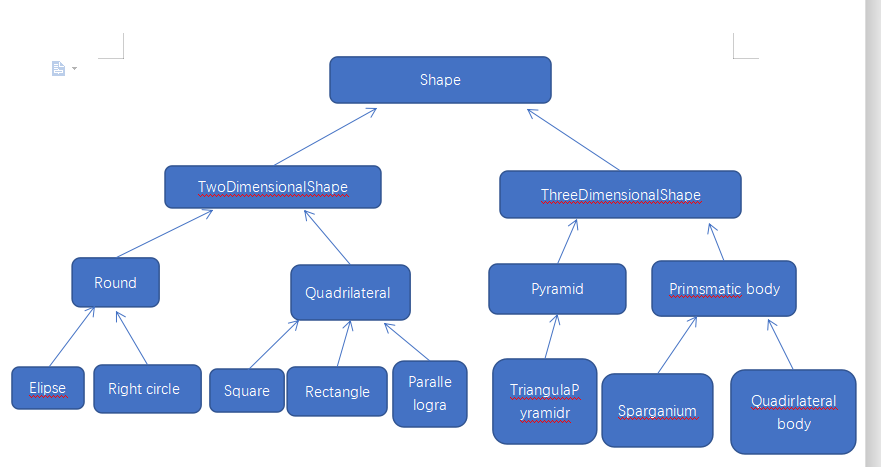 Shape
TwoDimensionalShape
ThreeDimensionalShape
Round
Quadrilateral
Pyramid
Primsmatic body
Elipse
Right circle
Square
Rectangle
Paralle
logra
TriangulaP
yramidr
Sparganium
Quadirlateral
body